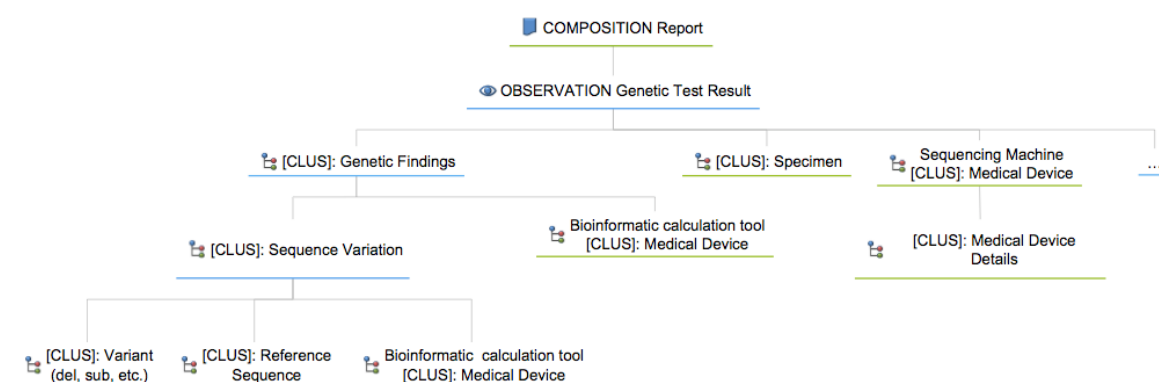 COMPOSITION Report
OBSERVATION Genetic Test Result
[CLUS]: Genetic Findings
[CLUS]: Specimen
Sequencing Machine
[CLUS]: Medical Device
...
[CLUS]: Sequence Variation
Bioinformatic calculation tool
[CLUS]: Medical Device
[CLUS]: Medical Device
Details
[CLUS]: Variant
(del, sub, etc.)
[CLUS]: Reference
Sequence
Bioinformatic calculation tool
[CLUS]: Medical Device